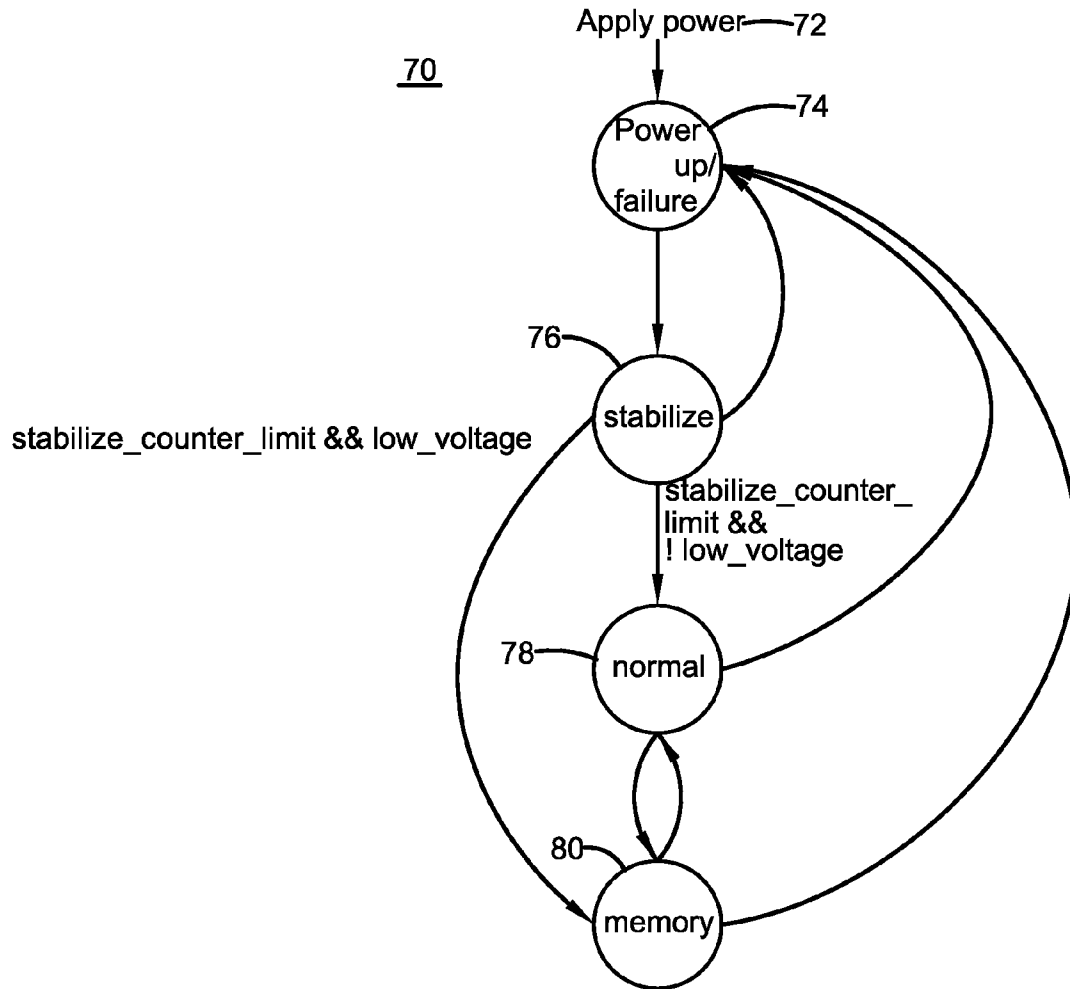 Apply power 72
70
74
Power
up/
failure
76
stabilize
stabilize_counter_limit && low_voltage
stabilize_counter_
limit &&
! low_voltage
78
normal
80
memory